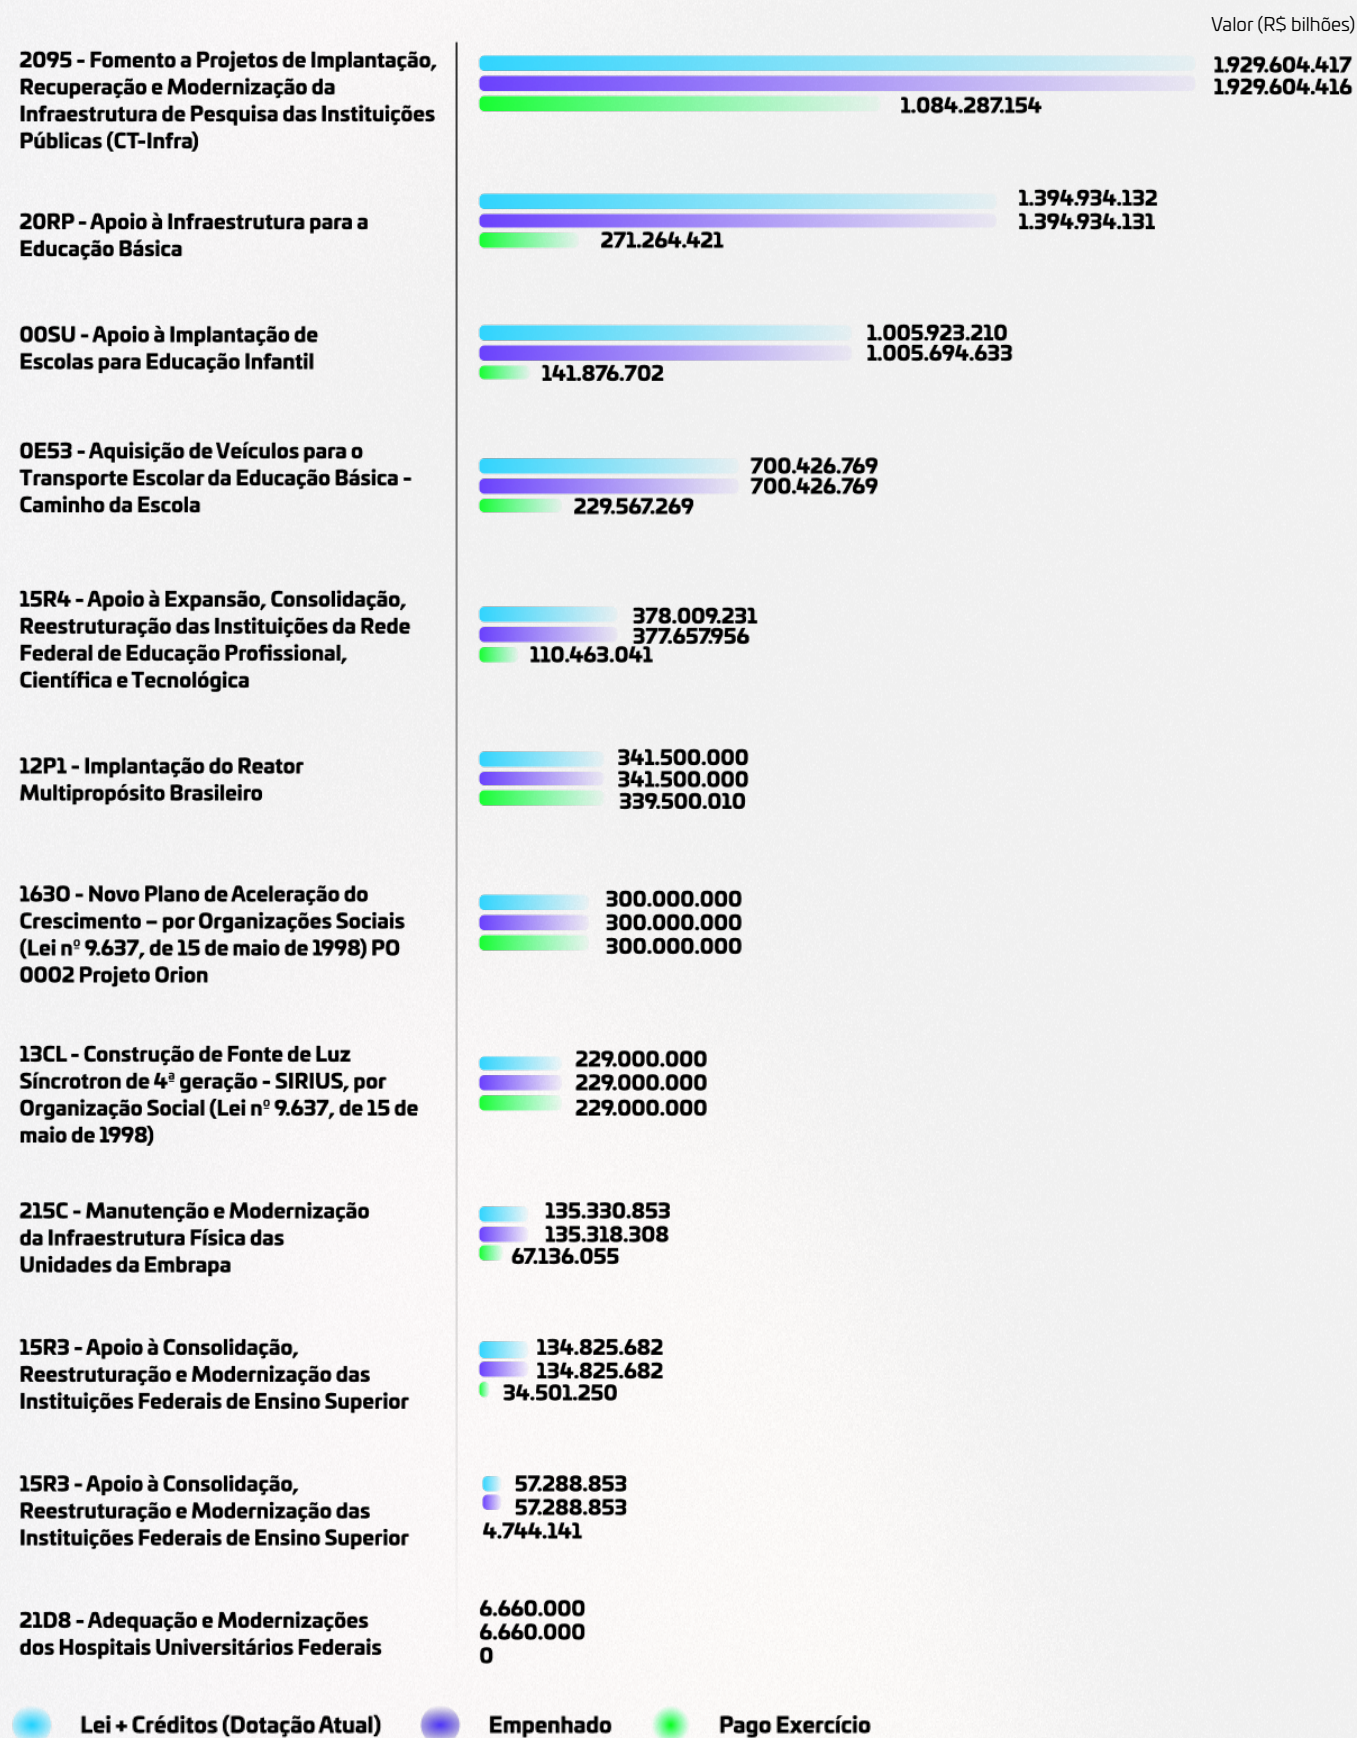 Valor (R$ bilhões)
2095 - Fomento a Projetos de Implantação,
Recuperação e Modernização da
Infraestrutura de Pesquisa das Instituições
Públicas (CT-Infra)
1.929.604.417
1.929.604.416
1.084.287.154
20RP - Apoio à Infraestrutura para a
Educação Básica
1.394.934.132
1.394.934.131
271.264.421
00SU - Apoio à Implantação de
Escolas para Educação Infantil
1.005.923.210
1.005.694.633
141.876.702
0E53 - Aquisição de Veículos para o
Transporte Escolar da Educação Básica -
Caminho da Escola
700.426.769
700.426.769
229.567.269
15R4 - Apoio à Expansão, Consolidação,
Reestruturação das Instituições da Rede
Federal de Educação Profissional,
Científica e Tecnológica
378.009.231
377.657.956
110.463.041
12P1 - Implantação do Reator
Multipropósito Brasileiro
341.500.000
341.500.000
339.500.010
163O - Novo Plano de Aceleração do
Crescimento – por Organizações Sociais
(Lei nº 9.637, de 15 de maio de 1998) PO
0002 Projeto Orion
300.000.000
300.000.000
300.000.000
13CL - Construção de Fonte de Luz
Síncrotron de 4ª geração - SIRIUS, por
Organização Social (Lei nº 9.637, de 15 de
maio de 1998)
229.000.000
229.000.000
229.000.000
215C - Manutenção e Modernização
da Infraestrutura Física das
Unidades da Embrapa
135.330.853
135.318.308
67.136.055
15R3 - Apoio à Consolidação,
Reestruturação e Modernização das
Instituições Federais de Ensino Superior
134.825.682
134.825.682
34.501.250
15R3 - Apoio à Consolidação,
Reestruturação e Modernização das
Instituições Federais de Ensino Superior
57.288.853
57.288.853
4.744.141
21D8 - Adequação e Modernizações
dos Hospitais Universitários Federais
6.660.000
6.660.000
0
Lei + Créditos (Dotação Atual)
Empenhado
Pago Exercício